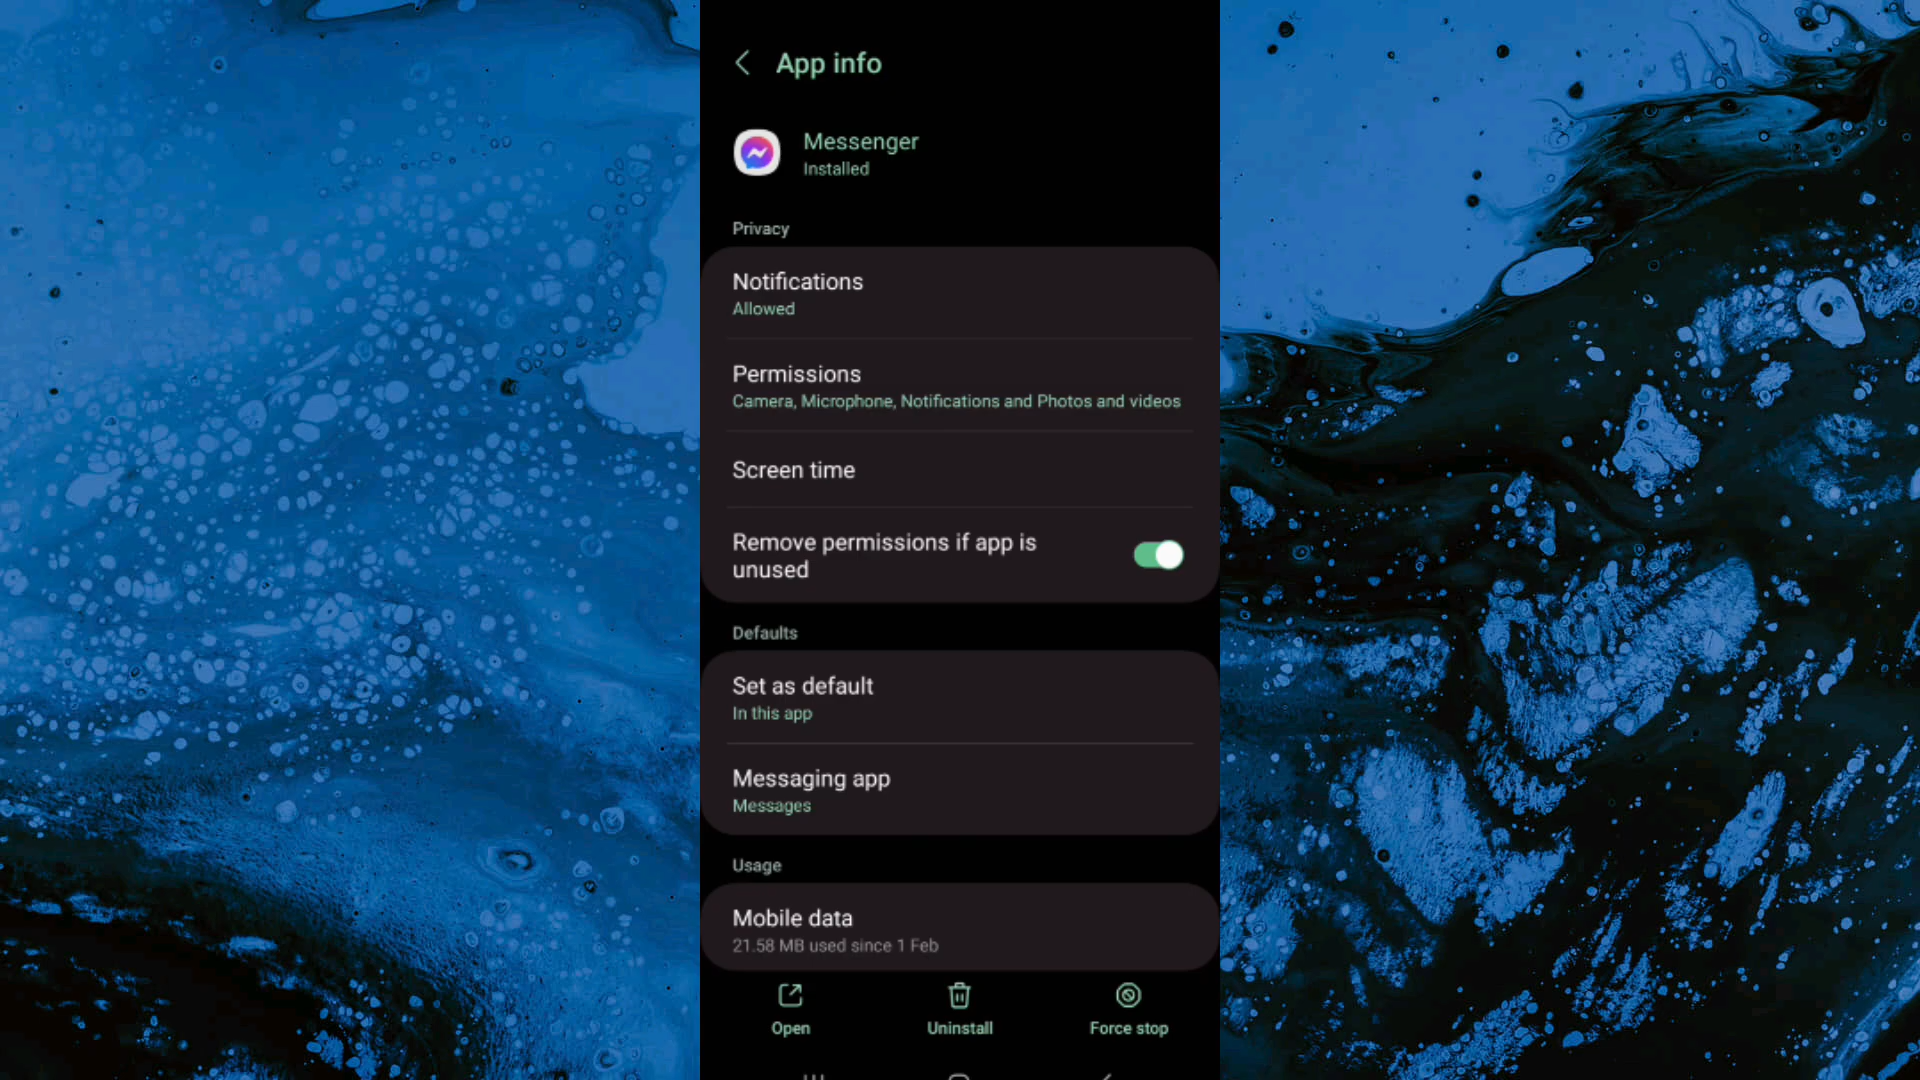 App info
Messenger
Installed
Privacy
Notifications
Allowed
Permissions
Camera, Microphone, Notifications and Photos and videos
Screen time
Remove permissions if app is
unused
Defaults
Set as default
In this app
Messaging app
Messages
Usage
Mobile data
21.58 MB used since 1 Feb
Open
Uninstall
Force stop